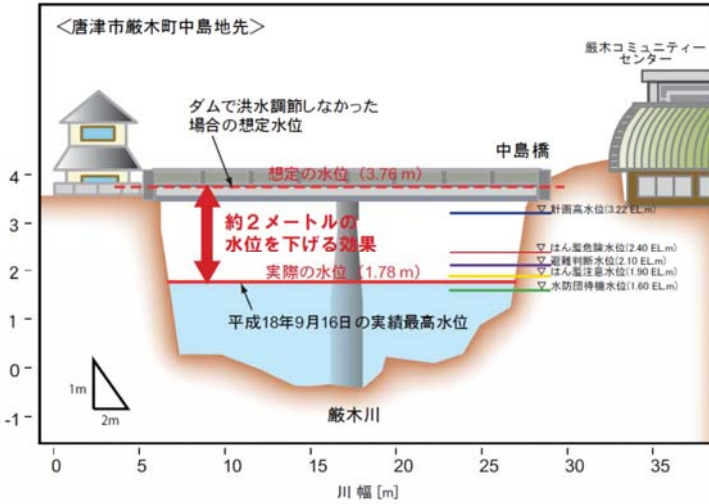 <唐津市厳木町中島地先>
厳木コミュニティー
センター
ダムで洪水調節しなかった
場合の想定水位
中島橋
想定の水位（3.76 m）
約2メートルの
水位を下げる効果
実際の水位（1.78 m）
平成18年9月16日の実績最高水位
▽ 計画高水位(3.22 EL.m)
▽ はん濫危険水位(2.40 EL.m)
▽ 避難判断水位(2.10 EL.m)
▽ はん濫注意水位(1.90 EL.m)
▽ 水防団待機水位(1.60 EL.m)
4
3
2
1
0
-1
1m
2m
厳木川
0 5 10 15 20 25 30 35
川幅 [m]